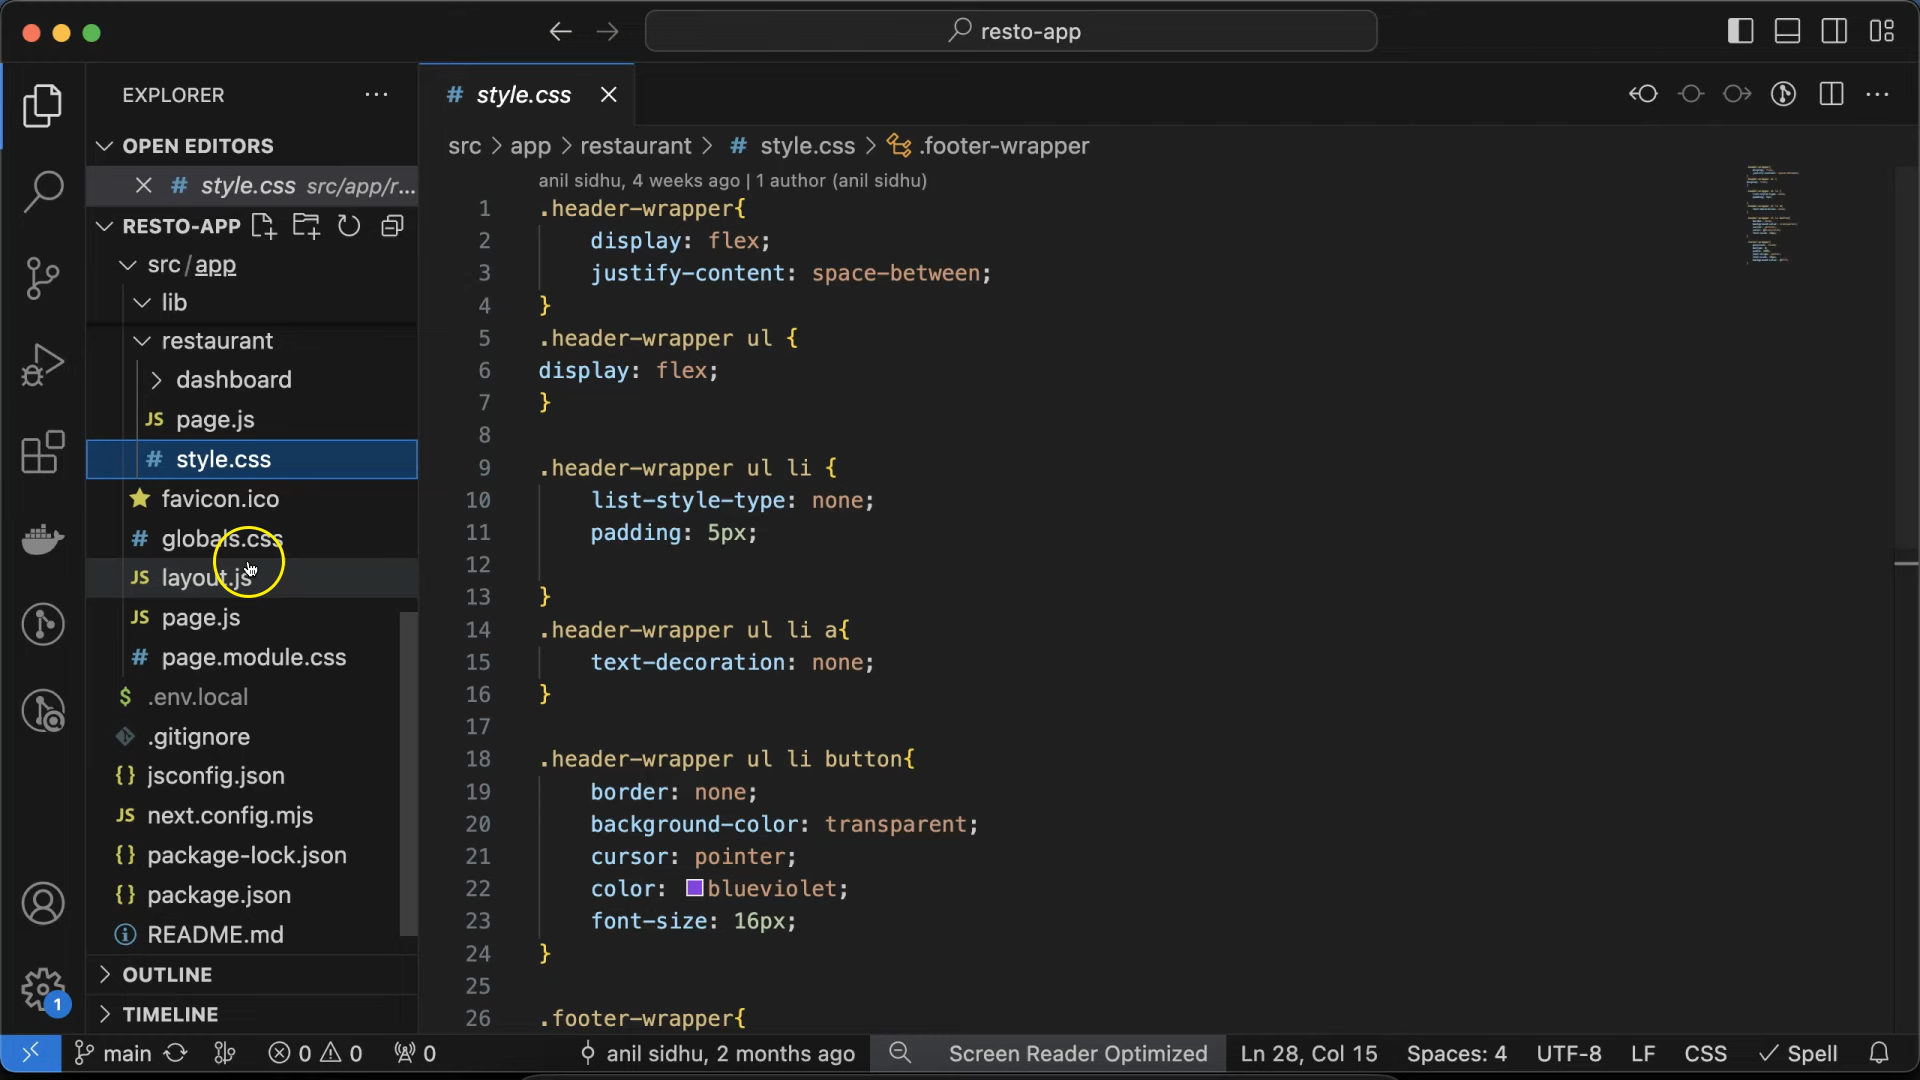 resto-app
EXPLORER
OPEN EDITORS
# style.css src/app/r...
RESTO-APP
src/app
lib
restaurant
dashboard
JS page.js
# style.css
favicon.ico
# globals.css
JS layout.js
JS page.js
# page.module.css
$ .env.local
.gitignore
{} jsconfig.json
JS next.config.mjs
{} package-lock.json
{} package.json
README.md
OUTLINE
TIMELINE
1
# style.css
src > app > restaurant > # style.css > .footer-wrapper
anil sidhu, 4 weeks ago | 1 author (anil sidhu)
1 .header-wrapper{
2 display: flex;
3 justify-content: space-between;
4 }
5 .header-wrapper ul {
6 display: flex;
7 }
8
9 .header-wrapper ul li {
10 list-style-type: none;
11 padding: 5px;
12
13 }
14 .header-wrapper ul li a{
15 text-decoration: none;
16 }
17
18 .header-wrapper ul li button{
19 border: none;
20 background-color: transparent;
21 cursor: pointer;
22 color: blueviolet;
23 font-size: 16px;
24 }
25
26 .footer-wrapper{
main 0 0 0 anil sidhu, 2 months ago Screen Reader Optimized Ln 28, Col 15 Spaces: 4 UTF-8 LF CSS Spell